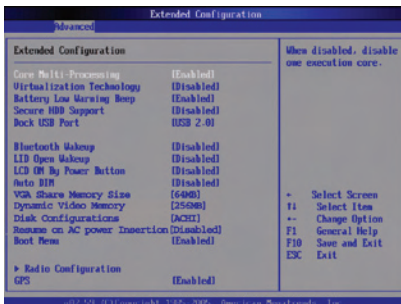 Extended Configuration
Advanced
Extended Configuration
Core Multi-Processing [Enabled]
Virtualization Technology [Disabled]
Battery Low Warning Beep [Enabled]
Secure HDD Support [Disabled]
Dock USB Port [USB 2.0]
Bluetooth Wakeup [Disabled]
LID Open Wakeup [Disabled]
LCD ON By Power Button [Disabled]
Auto DIM [Disabled]
VGA Share Memory Size [64MB]
Dynamic Video Memory [256MB]
Disk Configurations [ACHI]
Resume on AC power Insertion[Disabled]
Boot Menu [Enabled]
▸ Radio Configuration
GPS [Enabled]
When disabled, disable
one execution core.
Select Screen
↑↓ Select Item
+- Change Option
F1 General Help
F10 Save and Exit
ESC Exit